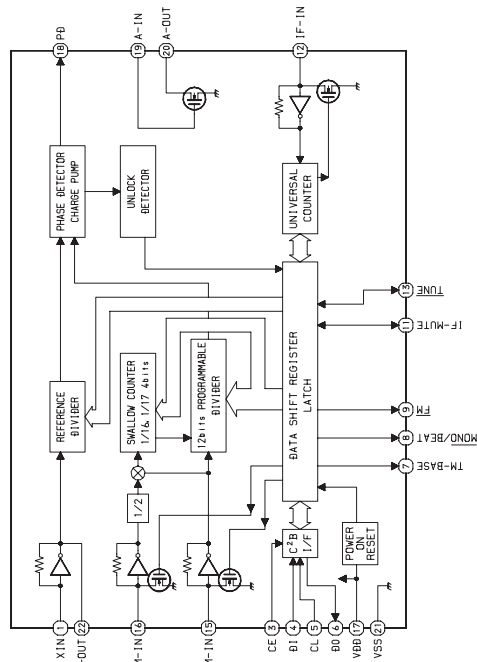 XIN 1
-OUT 22
M-IN 16
M-IN 15
CE 3
DI 4
CL 5
DO 6
VDD 17
VSS 21
REFERENCE
DIVIDER
1/2
SWALLOW COUNTER
1/16,1/17 4bits
12bits PROGRAMMABLE
DIVIDER
C²B
I/F
POWER
ON
RESET
PHASE DETECTOR
CHARGE PUMP
UNLOCK
DETECTOR
DATA SHIFT REGISTER
LATCH
UNIVERSAL
COUNTER
18 PD
19 A-IN
20 A-OUT
12 IF-IN
7 TM-BASE
8 MONO/BEAT
9 FM
11 IF-MUTE
13 TUNE